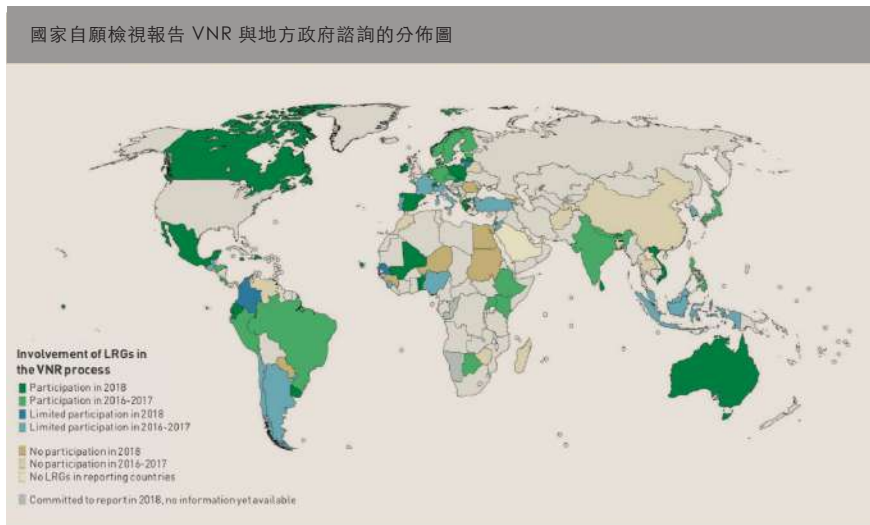 國家自願檢視報告 VNR 與地方政府諮詢的分佈圖
Involvement of LRGs in
the VNR process
Participation in 2018
Participation in 2016-2017
Limited participation in 2018
Limited participation in 2016-2017
No participation in 2018
No participation in 2016-2017
No LRGs in reporting countries
Committed to report in 2018, no information yet available